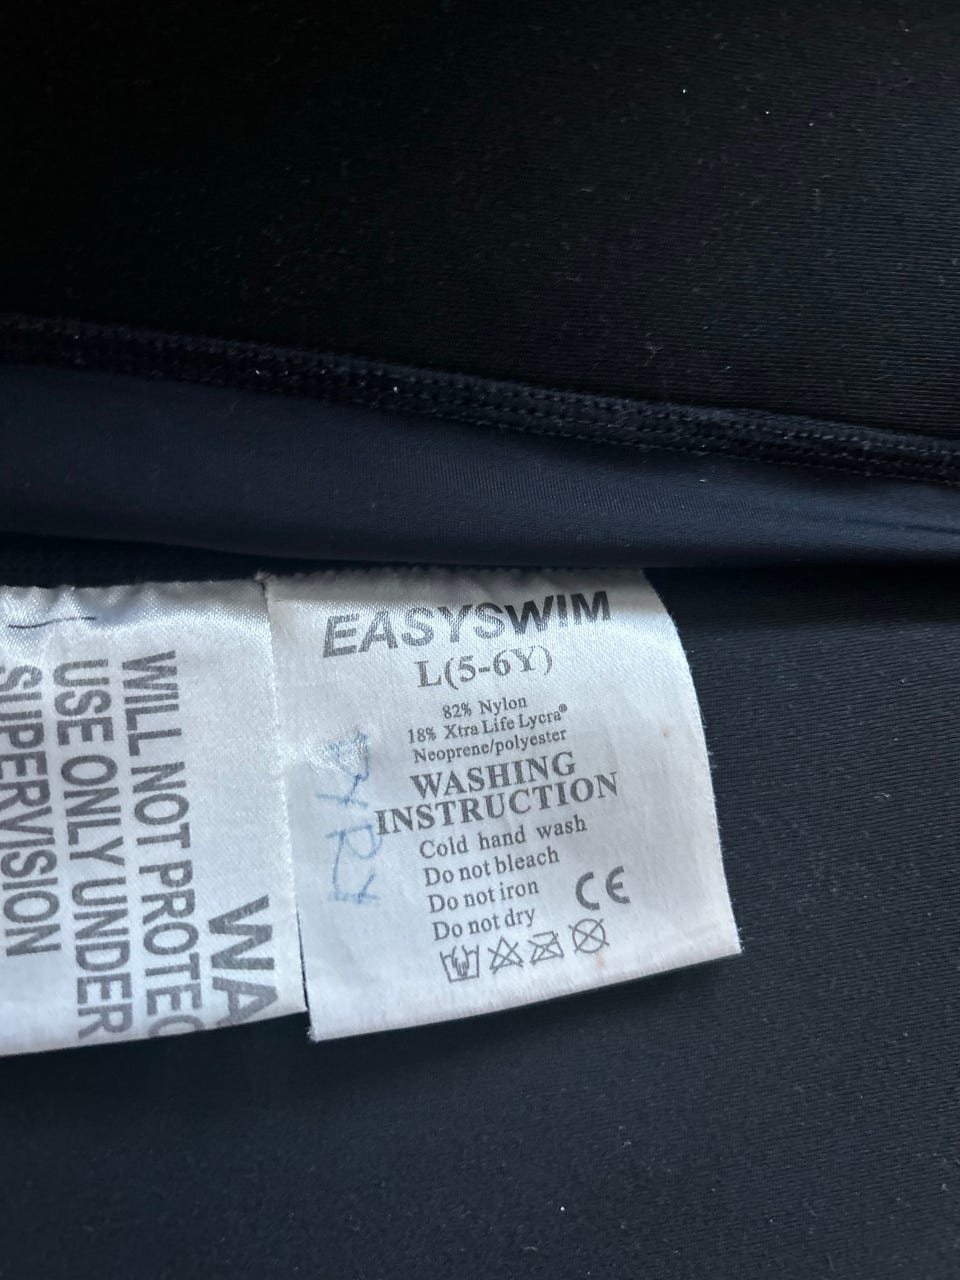 EASYSWIM
L(5-6Y)
82% Nylon
18% Xtra Life Lycra®
Neoprene/polyester
WASHING
INSTRUCTION
Cold hand wash
Do not bleach
Do not iron
Do not dry
CE
WA
WILL NOT PROTEC
USE ONLY UNDER
SUPERVISION